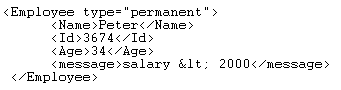 <Employee type="permanent">
<Name>Peter</Name>
<Id>3674</Id>
<Age>34</Age>
<message>salary &lt; 2000</message>
</Employee>